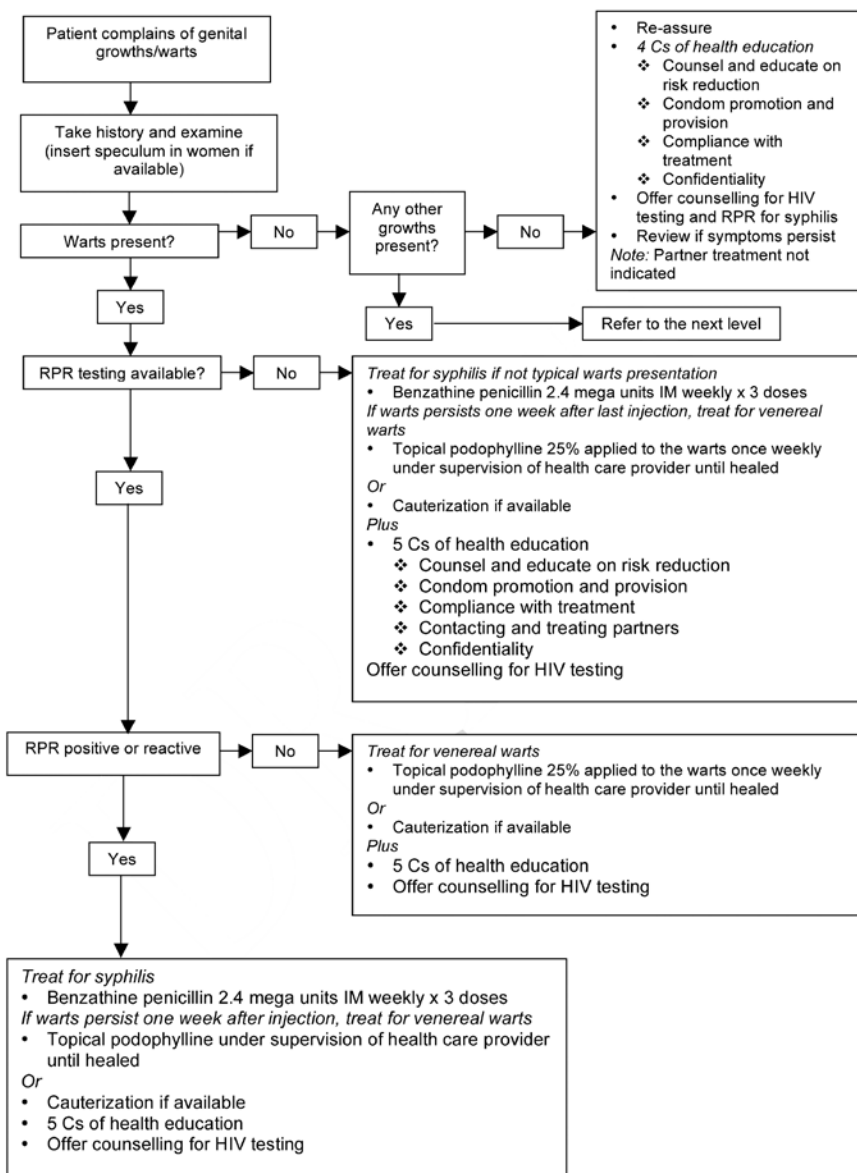 Patient complains of genital
growths/warts
Take history and examine
(insert speculum in women if
available)
Warts present?
No
Any other
growths
present?
No
• Re-assure
• 4 Cs of health education
❖ Counsel and educate on
risk reduction
❖ Condom promotion and
provision
❖ Compliance with
treatment
❖ Confidentiality
• Offer counselling for HIV
testing and RPR for syphilis
• Review if symptoms persist
Note: Partner treatment not
indicated
Yes
Yes
Refer to the next level
RPR testing available?
No
Treat for syphilis if not typical warts presentation
• Benzathine penicillin 2.4 mega units IM weekly x 3 doses
If warts persists one week after last injection, treat for venereal
warts
• Topical podophylline 25% applied to the warts once weekly
under supervision of health care provider until healed
Or
• Cauterization if available
Plus
• 5 Cs of health education
❖ Counsel and educate on risk reduction
❖ Condom promotion and provision
❖ Compliance with treatment
❖ Contacting and treating partners
❖ Confidentiality
Offer counselling for HIV testing
Yes
RPR positive or reactive
No
Treat for venereal warts
• Topical podophylline 25% applied to the warts once weekly
under supervision of health care provider until healed
Or
• Cauterization if available
Plus
• 5 Cs of health education
• Offer counselling for HIV testing
Yes
Treat for syphilis
• Benzathine penicillin 2.4 mega units IM weekly x 3 doses
If warts persist one week after injection, treat for venereal warts
• Topical podophylline under supervision of health care provider
until healed
Or
• Cauterization if available
• 5 Cs of health education
• Offer counselling for HIV testing